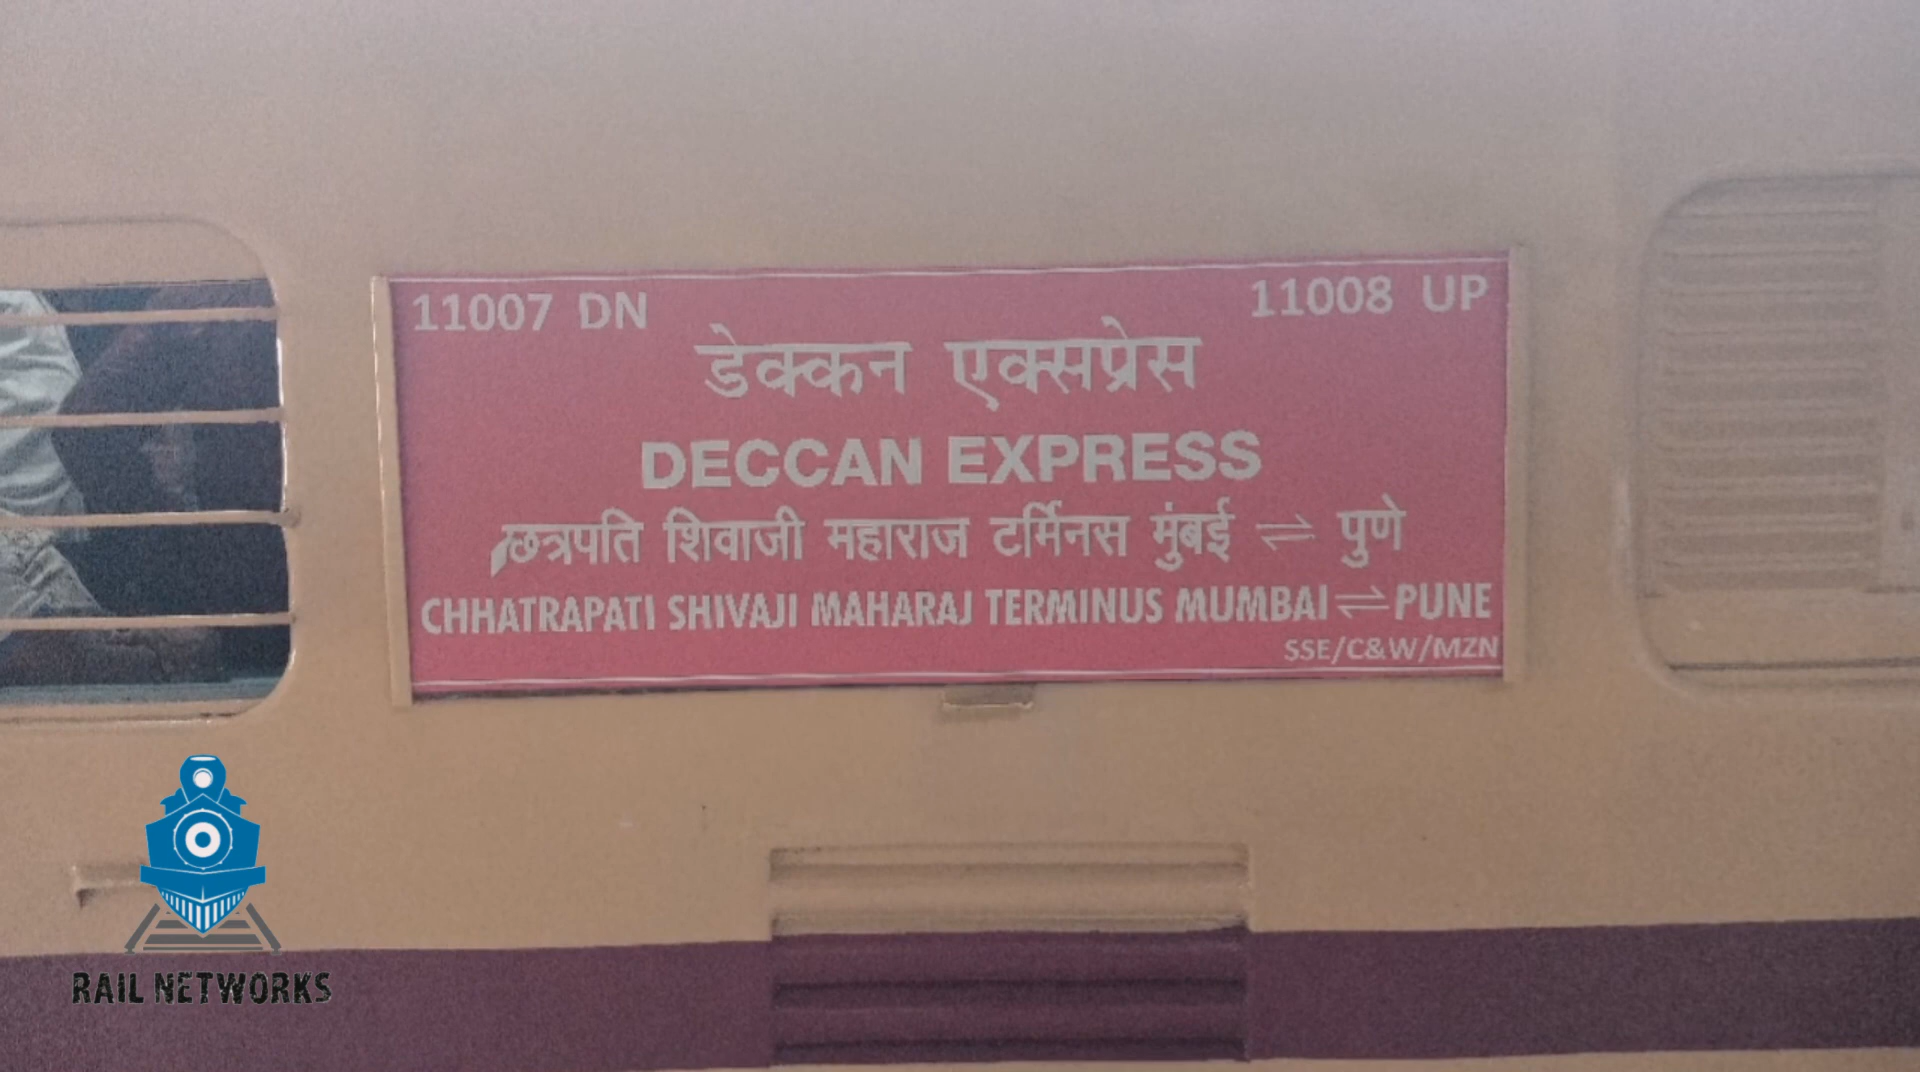 11007 DN 11008 UP
डेक्कन एक्सप्रेस
DECCAN EXPRESS
छत्रपति शिवाजी महाराज टर्मिनस मुंबई ⇌ पुणे
CHHATRAPATI SHIVAJI MAHARAJ TERMINUS MUMBAI ⇌ PUNE
SSE/C&W/MZN
RAIL NETWORKS